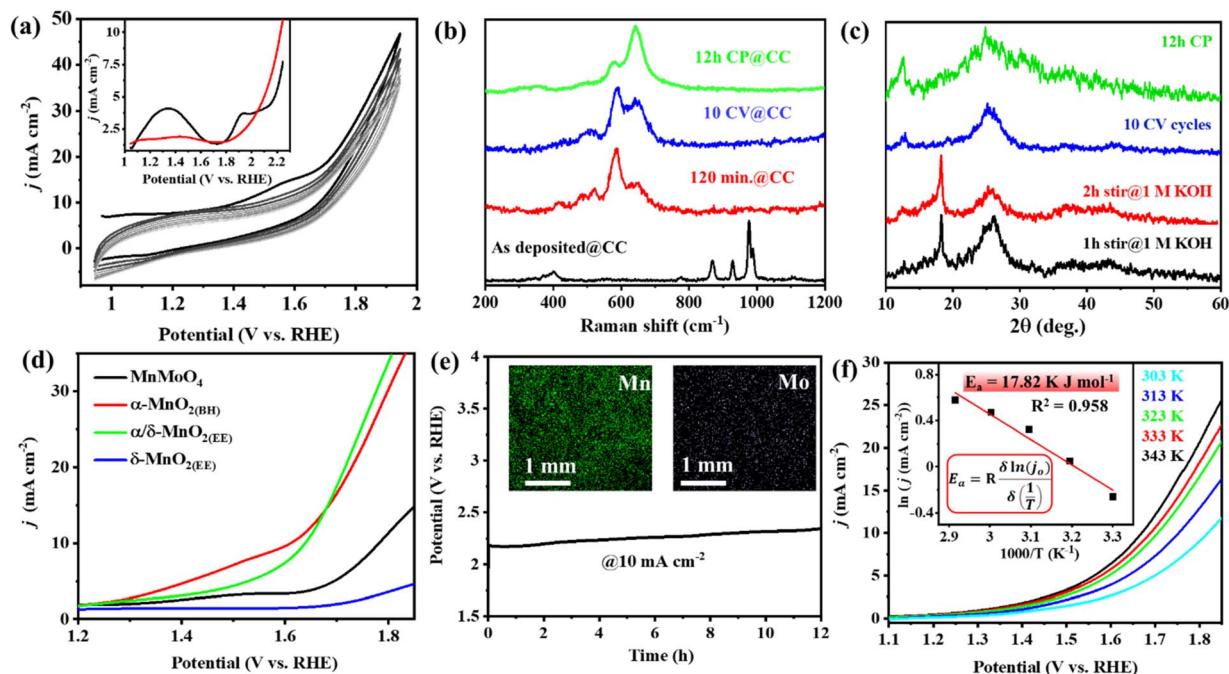 (a)
50
40
30
20
10
0
j (mA cm-2)
1
1.2
1.4
1.6
1.8
2
Potential (V vs. RHE)
10
7.5
5
2.5
j (mA cm-2)
1
1.2
1.4
1.6
1.8
2
2.2
Potential (V vs. RHE)
(b)
12h CP@CC
10 CV@CC
120 min.@CC
As deposited@CC
200
400
600
800
1000
1200
Raman shift (cm-1)
(c)
12h CP
10 CV cycles
2h stir@1 M KOH
1h stir@1 M KOH
10
20
30
40
50
60
2θ (deg.)
(d)
30
20
10
0
j (mA cm-2)
MnMoO4
α-MnO2(BH)
α/δ-MnO2(EE)
δ-MnO2(EE)
1.2
1.4
1.6
1.8
Potential (V vs. RHE)
(e)
4
3.5
3
2.5
2
1.5
Potential (V vs. RHE)
Mn
1 mm
Mo
1 mm
@10 mA cm-2
0
2
4
6
8
10
12
Time (h)
(f)
30
25
20
15
10
5
0
j (mA cm-2)
0.8
0.4
0
-0.4
ln (j (mA cm-2))
Ea = 17.82 K J mol-1
R2 = 0.958
Ea = R δ ln(jo) / δ (1/T)
2.9
3
3.1
3.2
3.3
1000/T (K-1)
303 K
313 K
323 K
333 K
343 K
1.1
1.2
1.3
1.4
1.5
1.6
1.7
1.8
Potential (V vs. RHE)